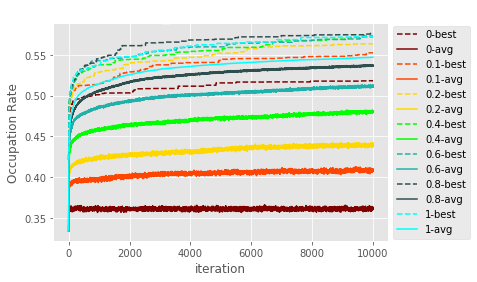 0.55
0.50
0.45
0.40
0.35
Occupation Rate
0
2000
4000
6000
8000
10000
iteration
0-best
0-avg
0.1-best
0.1-avg
0.2-best
0.2-avg
0.4-best
0.4-avg
0.6-best
0.6-avg
0.8-best
0.8-avg
1-best
1-avg